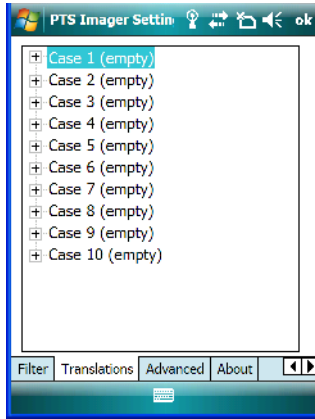 PTS Imager Settin ok
Case 1 (empty)
Case 2 (empty)
Case 3 (empty)
Case 4 (empty)
Case 5 (empty)
Case 6 (empty)
Case 7 (empty)
Case 8 (empty)
Case 9 (empty)
Case 10 (empty)
Filter Translations Advanced About